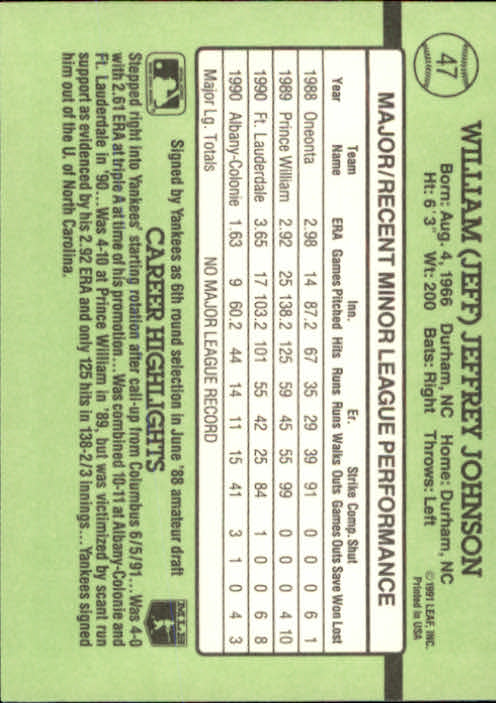 47
WILLIAM (JEFF) JEFFREY JOHNSON
Born: Aug. 4, 1966 Durham, NC Home: Durham, NC
Ht: 6' 3" Wt: 200 Bats: Right Throws: Left
© 1991 LEAF, INC.
Printed in USA
MAJOR/RECENT MINOR LEAGUE PERFORMANCE
Team Inn. Er. Strike Comp. Shut
Year Name ERA Games Pitched Hits Runs Runs Walks Outs Games Outs Save Won Lost
1988 Oneonta 2.98 14 87.2 67 35 29 39 91 0 0 0 6 1
1989 Prince William 2.92 25 138.2 125 59 45 55 99 0 0 0 4 10
1990 Ft. Lauderdale 3.65 17 103.2 101 55 42 25 84 1 0 0 6 8
1990 Albany-Colonie 1.63 9 60.2 44 14 11 15 41 3 1 0 4 3
Major Lg. Totals NO MAJOR LEAGUE RECORD
Signed by Yankees as 6th round selection in June '88 amateur draft
CAREER HIGHLIGHTS
MLB
Stepped right into Yankees' starting rotation after call-up from Columbus 6/5/91...Was 4-0
with 2.61 ERA at triple A at time of his promotion...Was combined 10-11 at Albany-Colonie and
Ft. Lauderdale in '90...Was 4-10 at Prince William in '89, but was victimized by scant run
support as evidenced by his 2.92 ERA and only 125 hits in 138-2/3 innings...Yankees signed
him out of the U. of North Carolina.